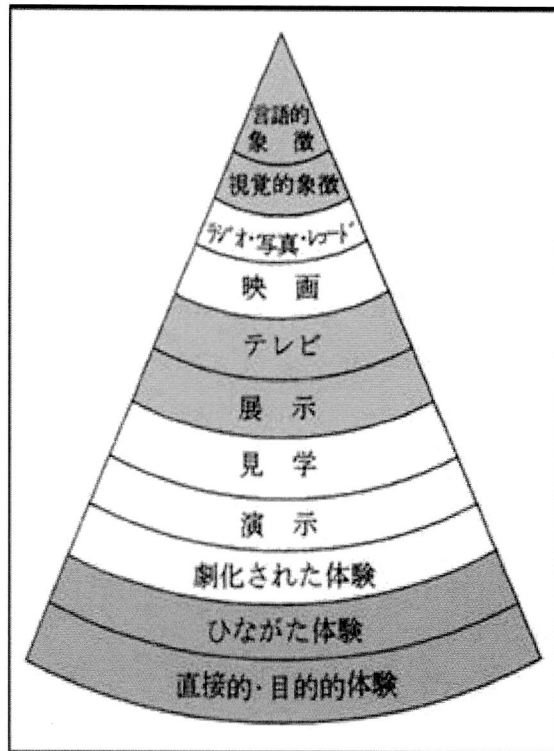 言語的
象徴
視覚的象徴
ラジオ・写真・レコード
映画
テレビ
展示
見学
演示
劇化された体験
ひながた体験
直接的・目的的体験